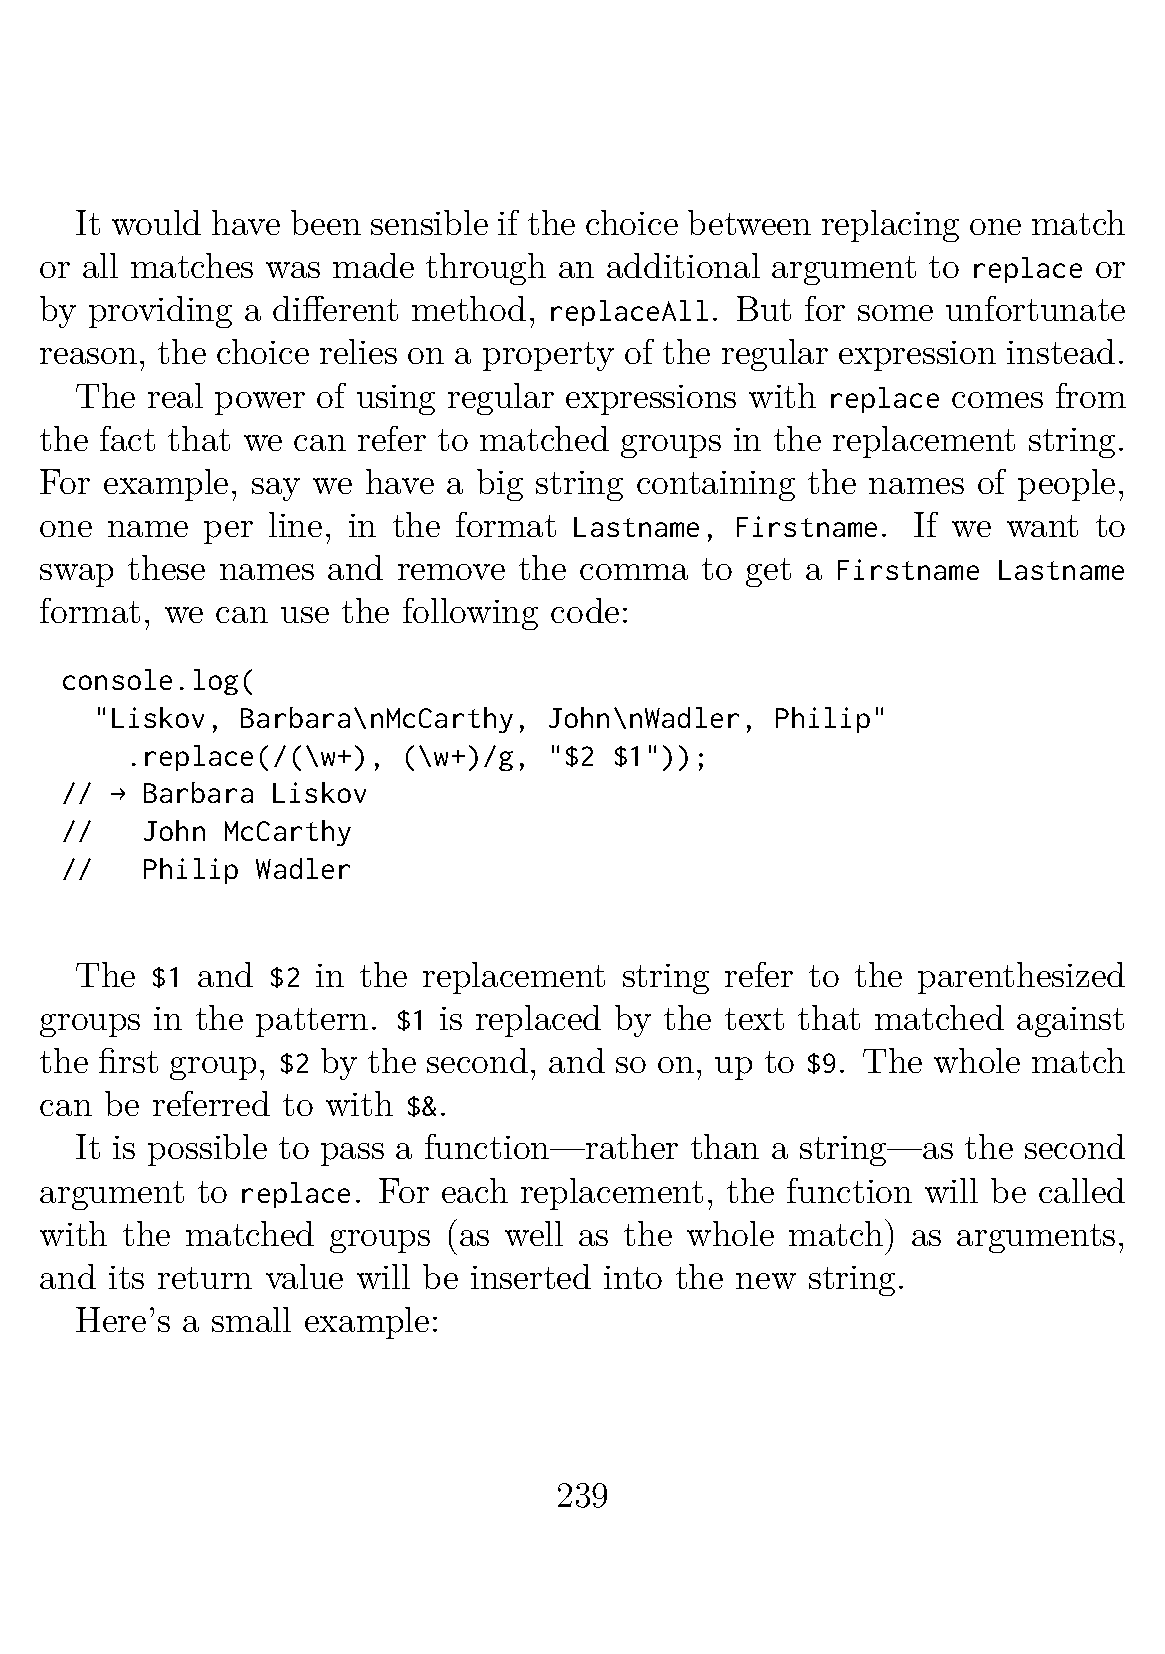 It would have been sensible if the choice between replacing one match
or all matches was made through an additional argument to replace or
by providing a different method, replaceAll. But for some unfortunate
reason, the choice relies on a property of the regular expression instead.
The real power of using regular expressions with replace comes from
the fact that we can refer to matched groups in the replacement string.
For example, say we have a big string containing the names of people,
one name per line, in the format Lastname, Firstname. If we want to
swap these names and remove the comma to get a Firstname Lastname
format, we can use the following code:
console.log(
  "Liskov, Barbara\nMcCarthy, John\nWadler, Philip"
    .replace(/(\w+), (\w+)/g, "$2 $1"));
// → Barbara Liskov
//   John McCarthy
//   Philip Wadler
The $1 and $2 in the replacement string refer to the parenthesized
groups in the pattern. $1 is replaced by the text that matched against
the first group, $2 by the second, and so on, up to $9. The whole match
can be referred to with $&.
It is possible to pass a function—rather than a string—as the second
argument to replace. For each replacement, the function will be called
with the matched groups (as well as the whole match) as arguments,
and its return value will be inserted into the new string.
Here's a small example:
239